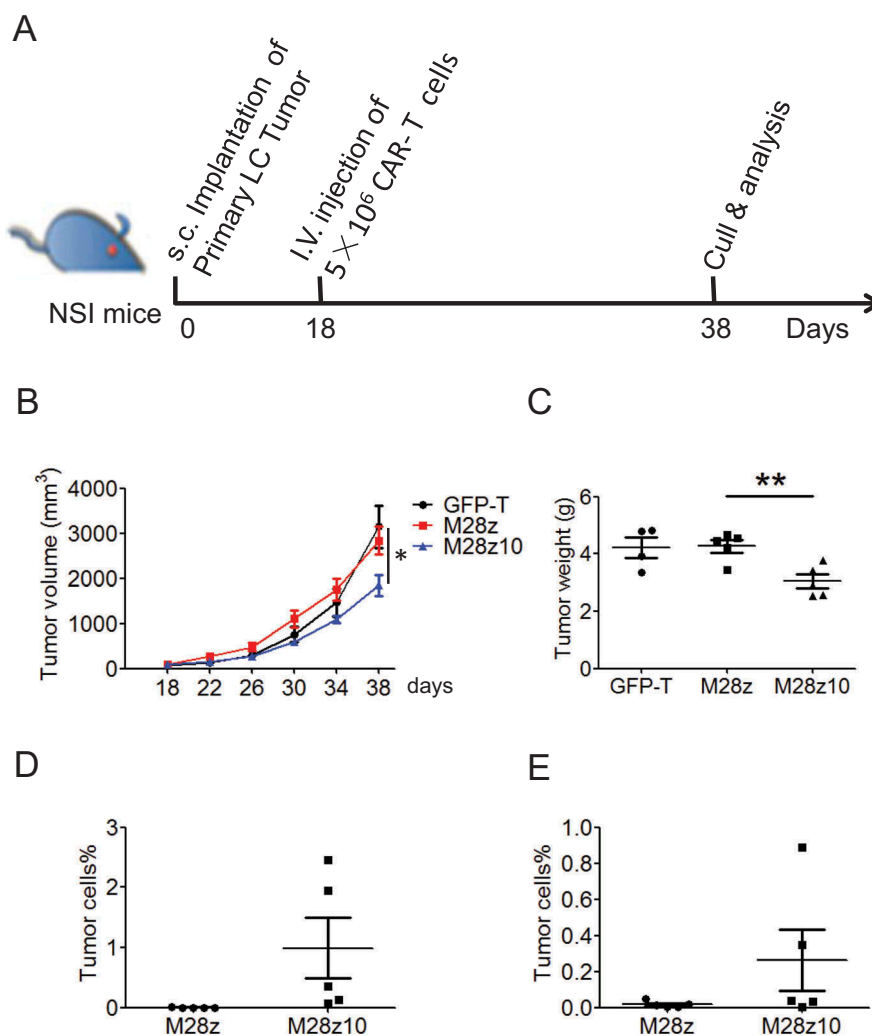 A
s.c. Implantation of
Primary LC Tumor
I.V. injection of
5 × 10⁶ CAR-T cells
Cull & analysis
NSI mice
0 18 38 Days
B
Tumor volume (mm³)
4000
3000
2000
1000
0
18 22 26 30 34 38 days
GFP-T
M28z
M28z10
*
C
Tumor weight (g)
6
4
2
0
**
GFP-T M28z M28z10
D
Tumor cells%
3
2
1
0
M28z M28z10
E
Tumor cells%
1.0
0.8
0.6
0.4
0.2
0.0
M28z M28z10